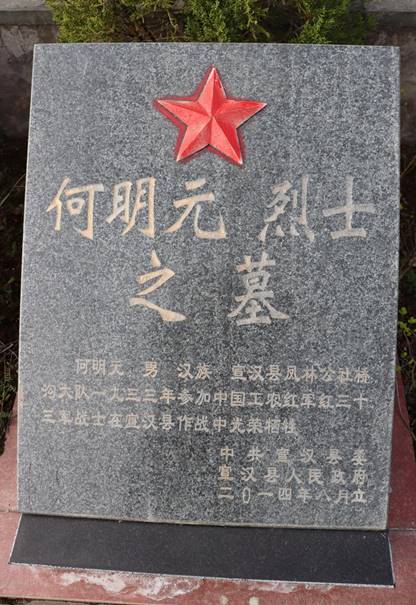 何明元 烈士
之墓
何明元 男 汉族 宣汉县凤林公社桥
沟大队一九三三年参加中国工农红军红三十
三军战士在宣汉县作战中光荣牺牲
中共宣汉县委
宣汉县人民政府
二〇一四年八月立